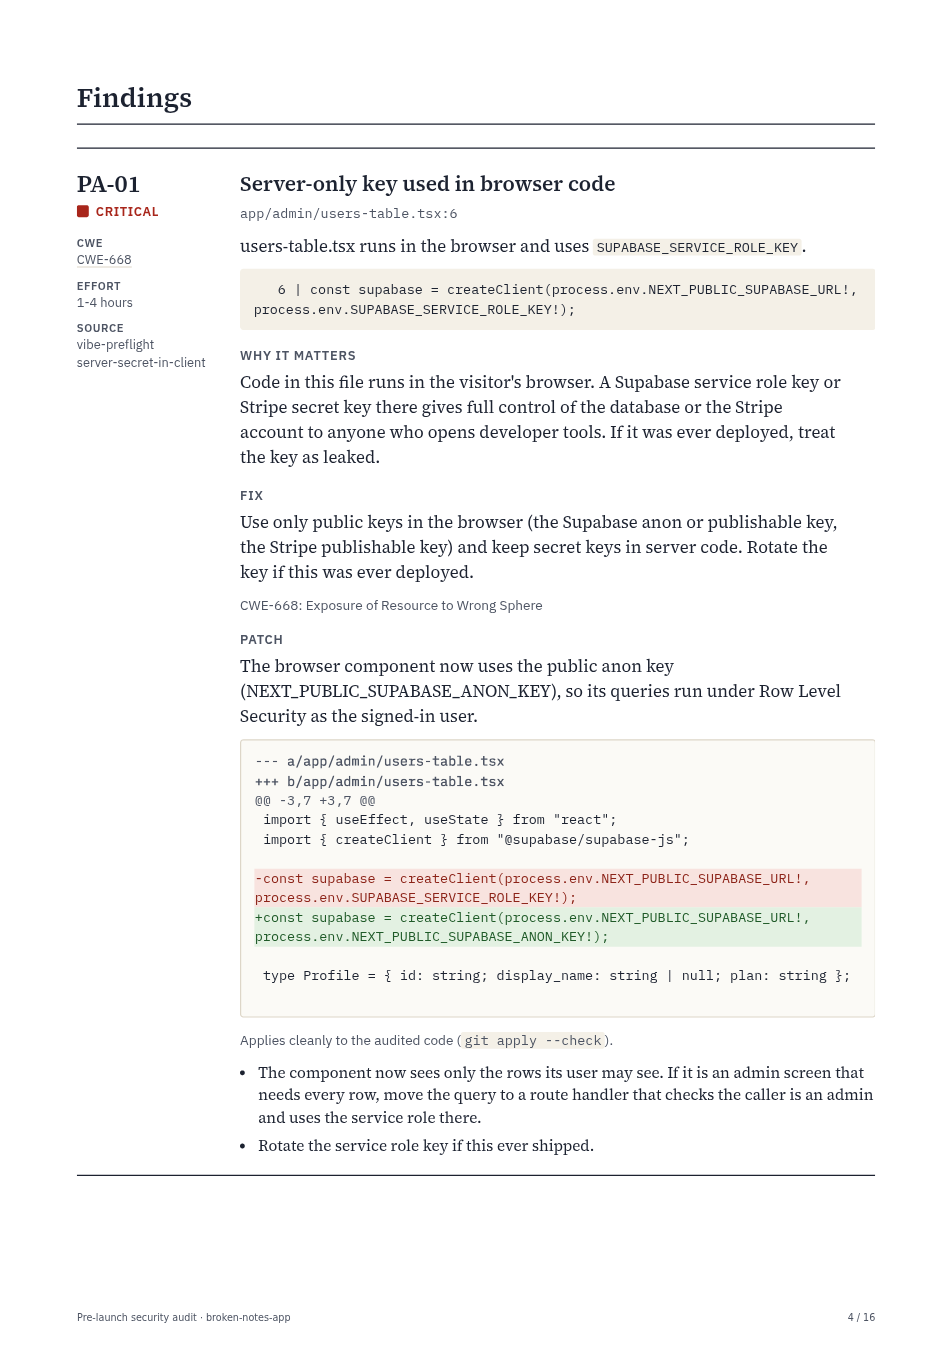 Findings
PA-01
CRITICAL
CWE
CWE-668
EFFORT
1-4 hours
SOURCE
vibe-preflight
server-secret-in-client
Server-only key used in browser code
app/admin/users-table.tsx:6
users-table.tsx runs in the browser and uses SUPABASE_SERVICE_ROLE_KEY.
6 | const supabase = createClient(process.env.NEXT_PUBLIC_SUPABASE_URL!,
process.env.SUPABASE_SERVICE_ROLE_KEY!);
WHY IT MATTERS
Code in this file runs in the visitor's browser. A Supabase service role key or
Stripe secret key there gives full control of the database or the Stripe
account to anyone who opens developer tools. If it was ever deployed, treat
the key as leaked.
FIX
Use only public keys in the browser (the Supabase anon or publishable key,
the Stripe publishable key) and keep secret keys in server code. Rotate the
key if this was ever deployed.
CWE-668: Exposure of Resource to Wrong Sphere
PATCH
The browser component now uses the public anon key
(NEXT_PUBLIC_SUPABASE_ANON_KEY), so its queries run under Row Level
Security as the signed-in user.
--- a/app/admin/users-table.tsx
+++ b/app/admin/users-table.tsx
@@ -3,7 +3,7 @@
import { useEffect, useState } from "react";
import { createClient } from "@supabase/supabase-js";
-const supabase = createClient(process.env.NEXT_PUBLIC_SUPABASE_URL!,
process.env.SUPABASE_SERVICE_ROLE_KEY!);
+const supabase = createClient(process.env.NEXT_PUBLIC_SUPABASE_URL!,
process.env.NEXT_PUBLIC_SUPABASE_ANON_KEY!);
type Profile = { id: string; display_name: string | null; plan: string };
Applies cleanly to the audited code (git apply --check).
• The component now sees only the rows its user may see. If it is an admin screen that
needs every row, move the query to a route handler that checks the caller is an admin
and uses the service role there.
• Rotate the service role key if this ever shipped.
Pre-launch security audit · broken-notes-app
4 / 16